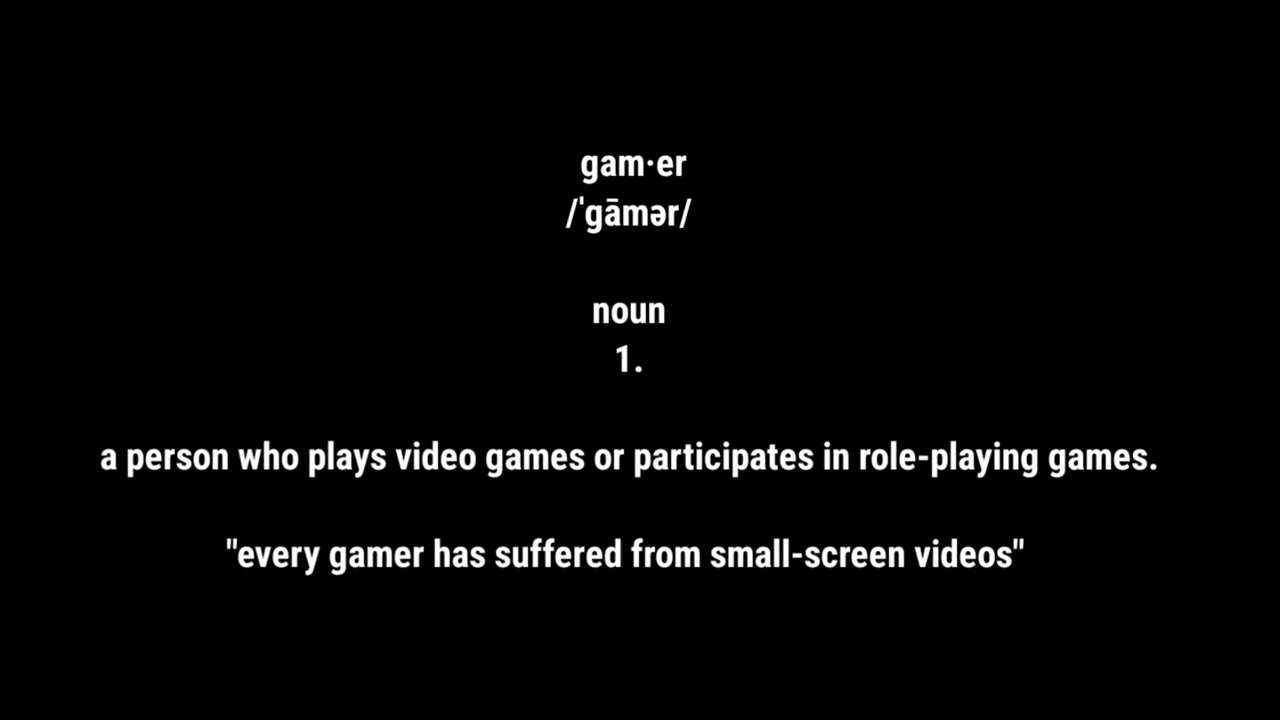 gam·er
/ˈɡāmər/
noun
1.
a person who plays video games or participates in role-playing games.
"every gamer has suffered from small-screen videos"